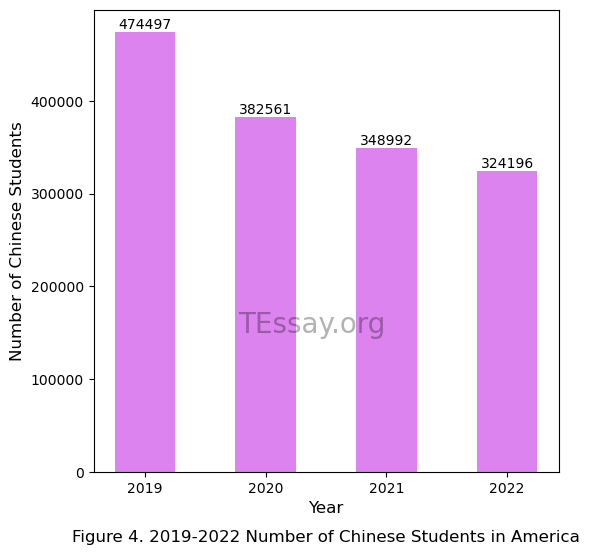 474497
382561
348992
324196
400000
300000
200000
100000
0
Number of Chinese Students
TEssay.org
2019 2020 2021 2022
Year
Figure 4. 2019-2022 Number of Chinese Students in America